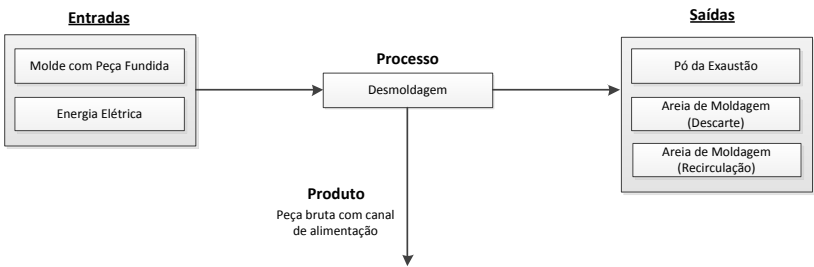 Entradas
Molde com Peça Fundida
Energia Elétrica
Processo
Desmoldagem
Produto
Peça bruta com canal
de alimentação
Saídas
Pó da Exaustão
Areia de Moldagem
(Descarte)
Areia de Moldagem
(Recirculação)